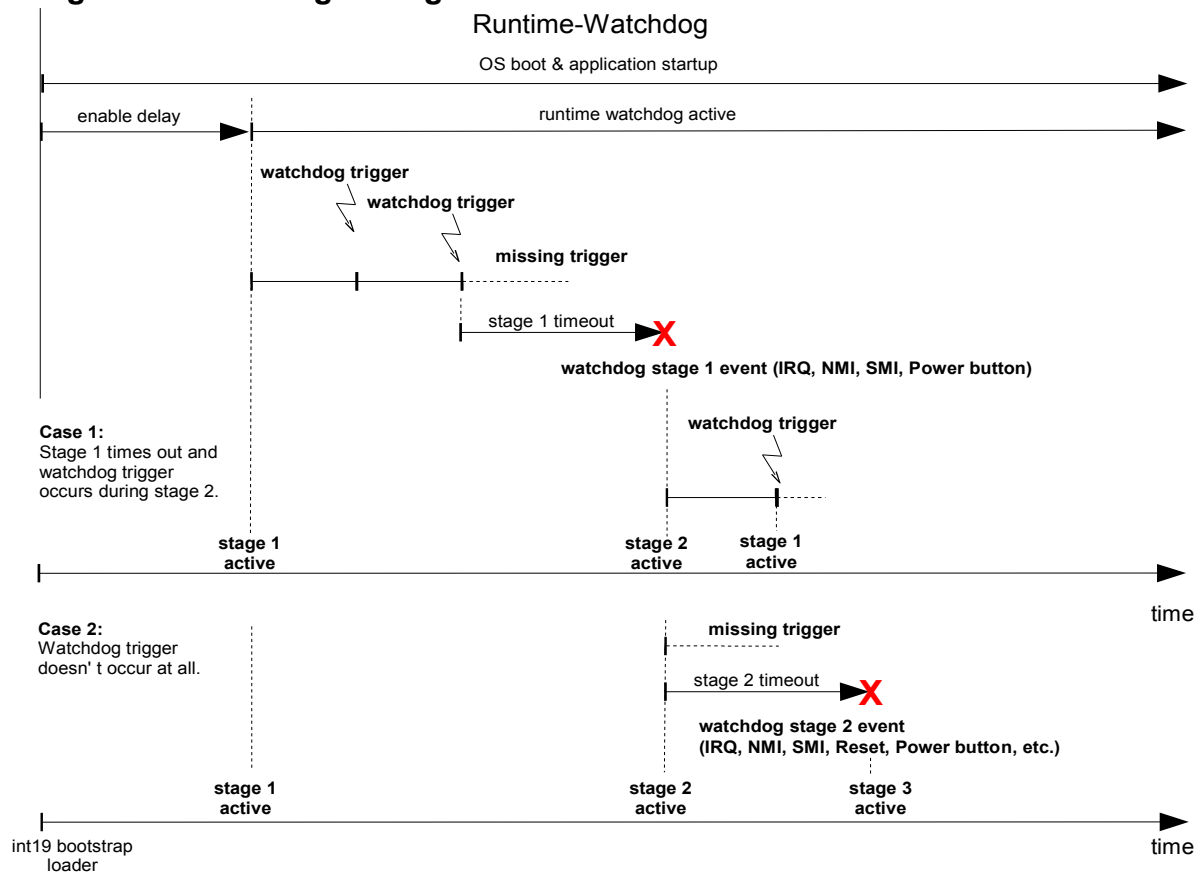 Runtime-Watchdog
OS boot & application startup
enable delay
runtime watchdog active
watchdog trigger
watchdog trigger
missing trigger
stage 1 timeout
X
watchdog stage 1 event (IRQ, NMI, SMI, Power button)
Case 1:
Stage 1 times out and
watchdog trigger
occurs during stage 2.
watchdog trigger
stage 1
active
stage 2
active
stage 1
active
time
Case 2:
Watchdog trigger
doesn' t occur at all.
missing trigger
stage 2 timeout
X
watchdog stage 2 event
(IRQ, NMI, SMI, Reset, Power button, etc.)
stage 1
active
stage 2
active
stage 3
active
time
int19 bootstrap
loader